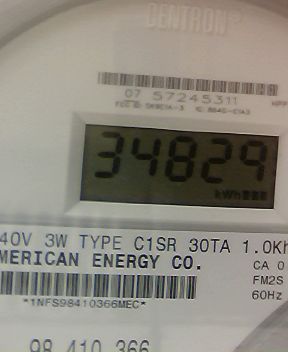 CENTRON®
07 57245311
34829
kWh
40V 3W TYPE C1SR 30TA 1.0Kh
MERICAN ENERGY CO.
CA 0
FM2S
60Hz
*1NFS98410366MEC*
98 410 366